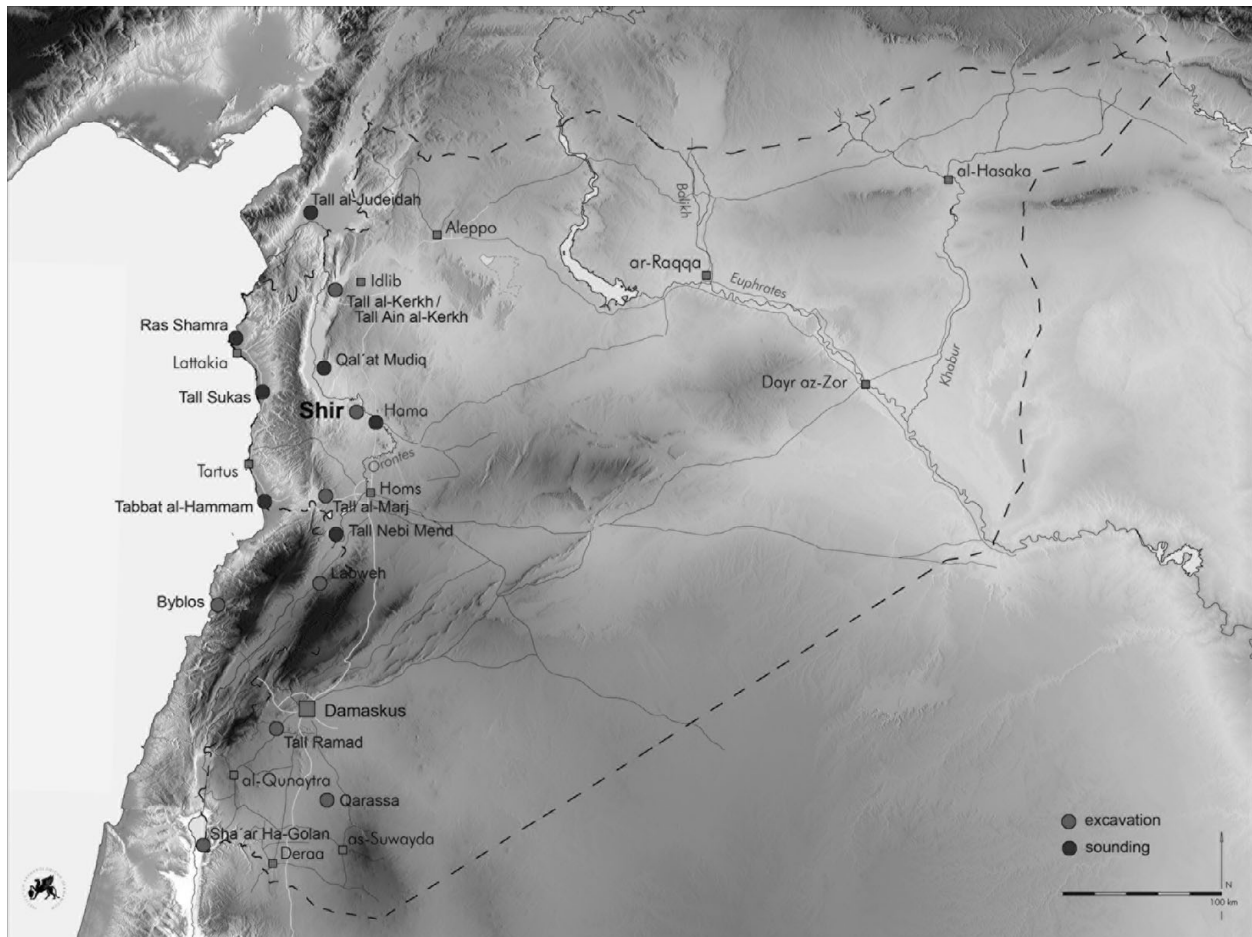 al-Hasaka
Balikh
Tall al-Judeidah
Aleppo
ar-Raqqa
Idlib
Euphrates
Tall al-Kerkh /
Tall Ain al-Kerkh
Ras Shamra
Lattakia
Qal´at Mudiq
Khabur
Dayr az-Zor
Tall Sukas
Shir
Hama
Orontes
Tartus
Homs
Tabbat al-Hammam
Tall al-Marj
Tall Nebi Mend
Labweh
Byblos
Damaskus
Tall Ramad
al-Qunaytra
Qarassa
Sha´ar Ha-Golan
as-Suwayda
Deraa
excavation
sounding
N
100 km